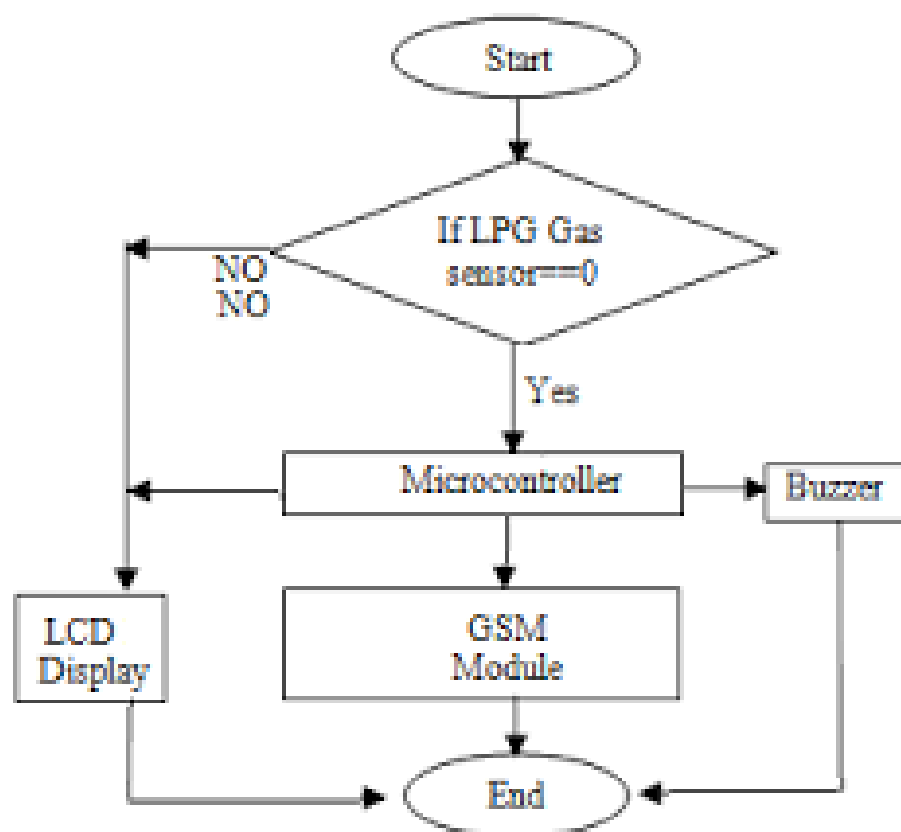 Start
If LPG Gas
sensor==0
NO
NO
Yes
Microcontroller
Buzzer
LCD
Display
GSM
Module
End